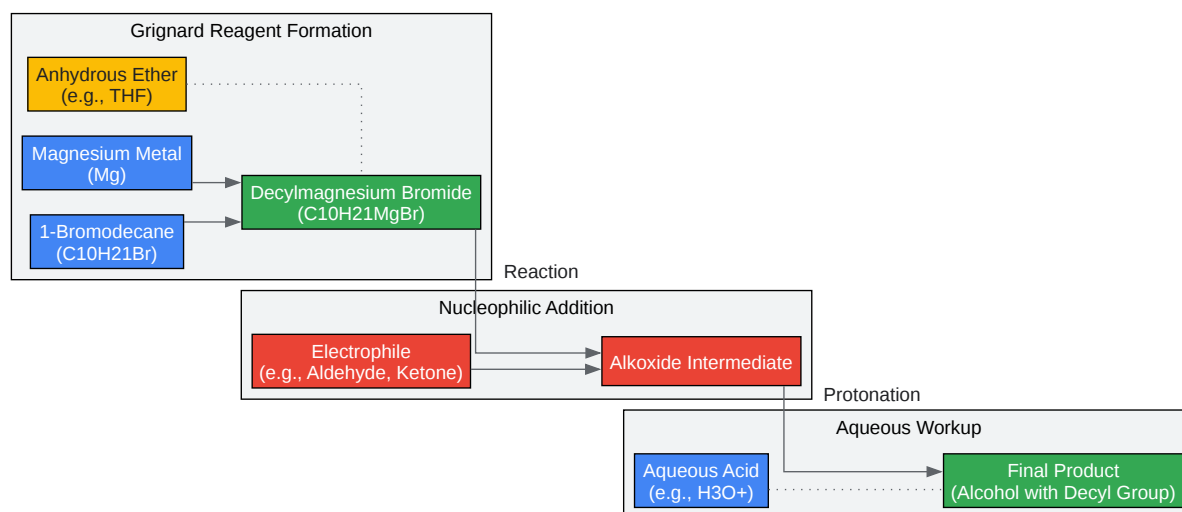 Grignard Reagent Formation
Anhydrous Ether
(e.g., THF)
Magnesium Metal
(Mg)
Decylmagnesium Bromide
(C10H21MgBr)
1-Bromodecane
(C10H21Br)
Reaction
Nucleophilic Addition
Electrophile
(e.g., Aldehyde, Ketone)
Alkoxide Intermediate
Protonation
Aqueous Workup
Aqueous Acid
(e.g., H3O+)
Final Product
(Alcohol with Decyl Group)